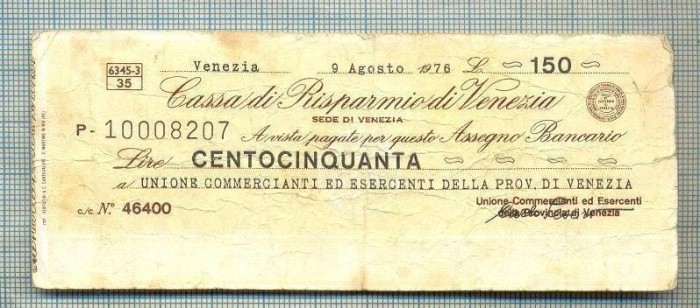 6345-3
35
Venezia 9 Agosto 1976 L. ≈ 150 ≈
Cassa di Risparmio di Venezia
SEDE DI VENEZIA
P- 10008207 A vista pagate per questo Assegno Bancario
Lire CENTOCINQUANTA ~ ~ ~ ~
a UNIONE COMMERCIANTI ED ESERCENTI DELLA PROV. DI VENEZIA
c/c. N.° 46400
Unione Commercianti ed Esercenti
della Provincia di Venezia